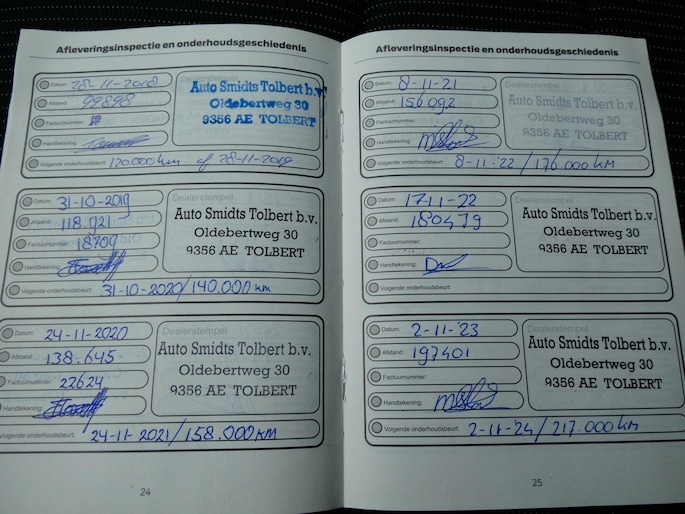 Afleveringsinspectie en onderhoudsgeschiedenis
Datum: 28-11-2018
Afstand: 99898
Factuurnummer:
Handtekening:
Auto Smidts Tolbert b.v.
Oldebertweg 30
9356 AE TOLBERT
Volgende onderhoudsbeurt: 120.000 km of 28-11-2019
Datum: 31-10-2019
Afstand: 118.921
Factuurnummer: 18709
Handtekening:
Auto Smidts Tolbert b.v.
Oldebertweg 30
9356 AE TOLBERT
Volgende onderhoudsbeurt: 31-10-2020/140.000 km
Datum: 24-11-2020
Afstand: 138.645
Factuurnummer: 22624
Handtekening:
Dealerstempel
Auto Smidts Tolbert b.v.
Oldebertweg 30
9356 AE TOLBERT
Volgende onderhoudsbeurt: 24-11-2021/158.000 km
24
Afleveringsinspectie en onderhoudsgeschiedenis
Datum: 8-11-21
Afstand: 156092
Factuurnummer:
Handtekening:
Dealerstempel
Auto Smidts Tolbert b.v.
Oldebertweg 30
9356 AE TOLBERT
Volgende onderhoudsbeurt: 8-11-'22/176.000 KM
Datum: 17-11-22
Afstand: 180479
Factuurnummer:
Handtekening:
Dealerstempel
Auto Smidts Tolbert b.v.
Oldebertweg 30
9356 AE TOLBERT
Volgende onderhoudsbeurt:
Datum: 2-11-'23
Afstand: 197401
Factuurnummer:
Handtekening:
Dealerstempel
Auto Smidts Tolbert b.v.
Oldebertweg 30
9356 AE TOLBERT
Volgende onderhoudsbeurt: 2-11-'24/217.000 km
25